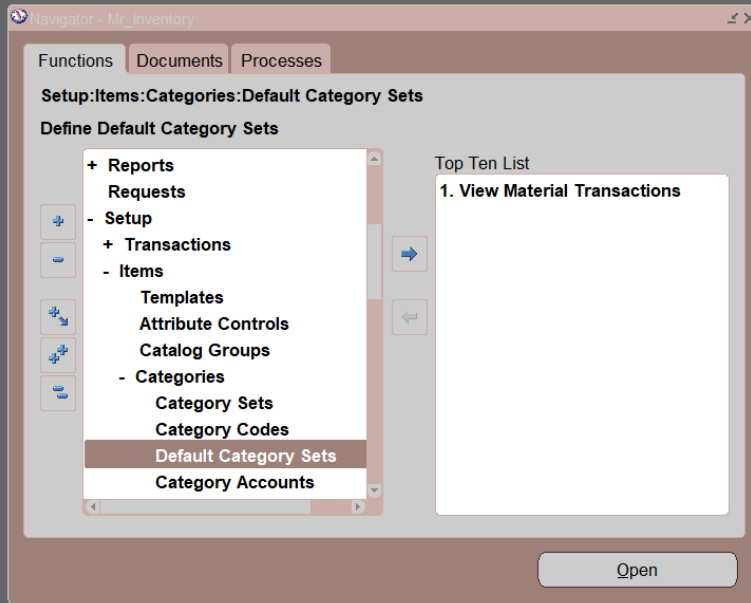 Navigator - Mr_Inventory
Functions Documents Processes
Setup:Items:Categories:Default Category Sets
Define Default Category Sets
+ Reports
Requests
- Setup
+ Transactions
- Items
Templates
Attribute Controls
Catalog Groups
- Categories
Category Sets
Category Codes
Default Category Sets
Category Accounts
Top Ten List
1. View Material Transactions
Open